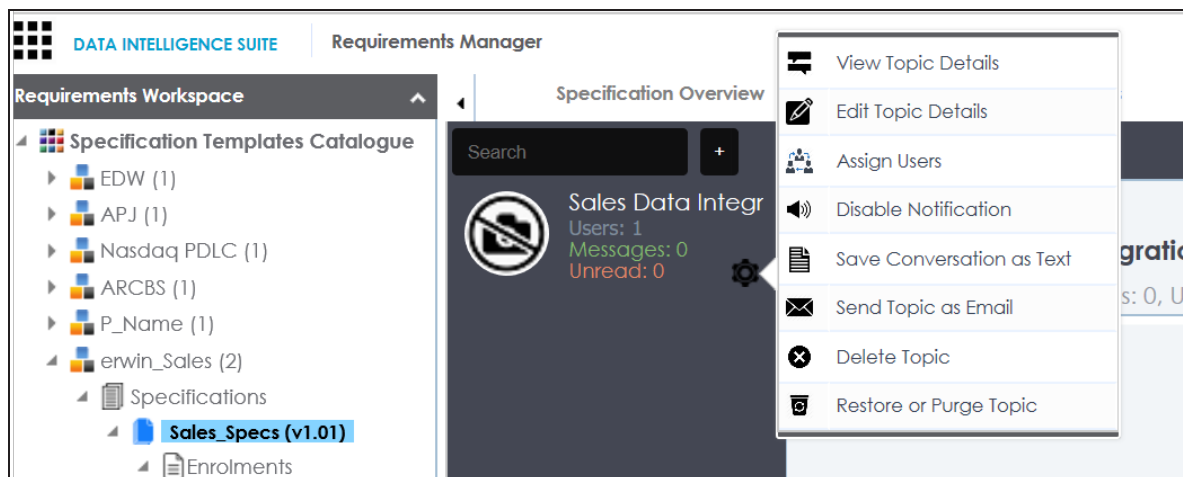 DATA INTELLIGENCE SUITE
Requirements Manager
Requirements Workspace
Specification Templates Catalogue
EDW (1)
APJ (1)
Nasdaq PDLC (1)
ARCBS (1)
P_Name (1)
erwin_Sales (2)
Specifications
Sales_Specs (v1.01)
Enrolments
Specification Overview
Search
+
Sales Data Integr
Users: 1
Messages: 0
Unread: 0
View Topic Details
Edit Topic Details
Assign Users
Disable Notification
Save Conversation as Text
Send Topic as Email
Delete Topic
Restore or Purge Topic
gratio
s: 0, U